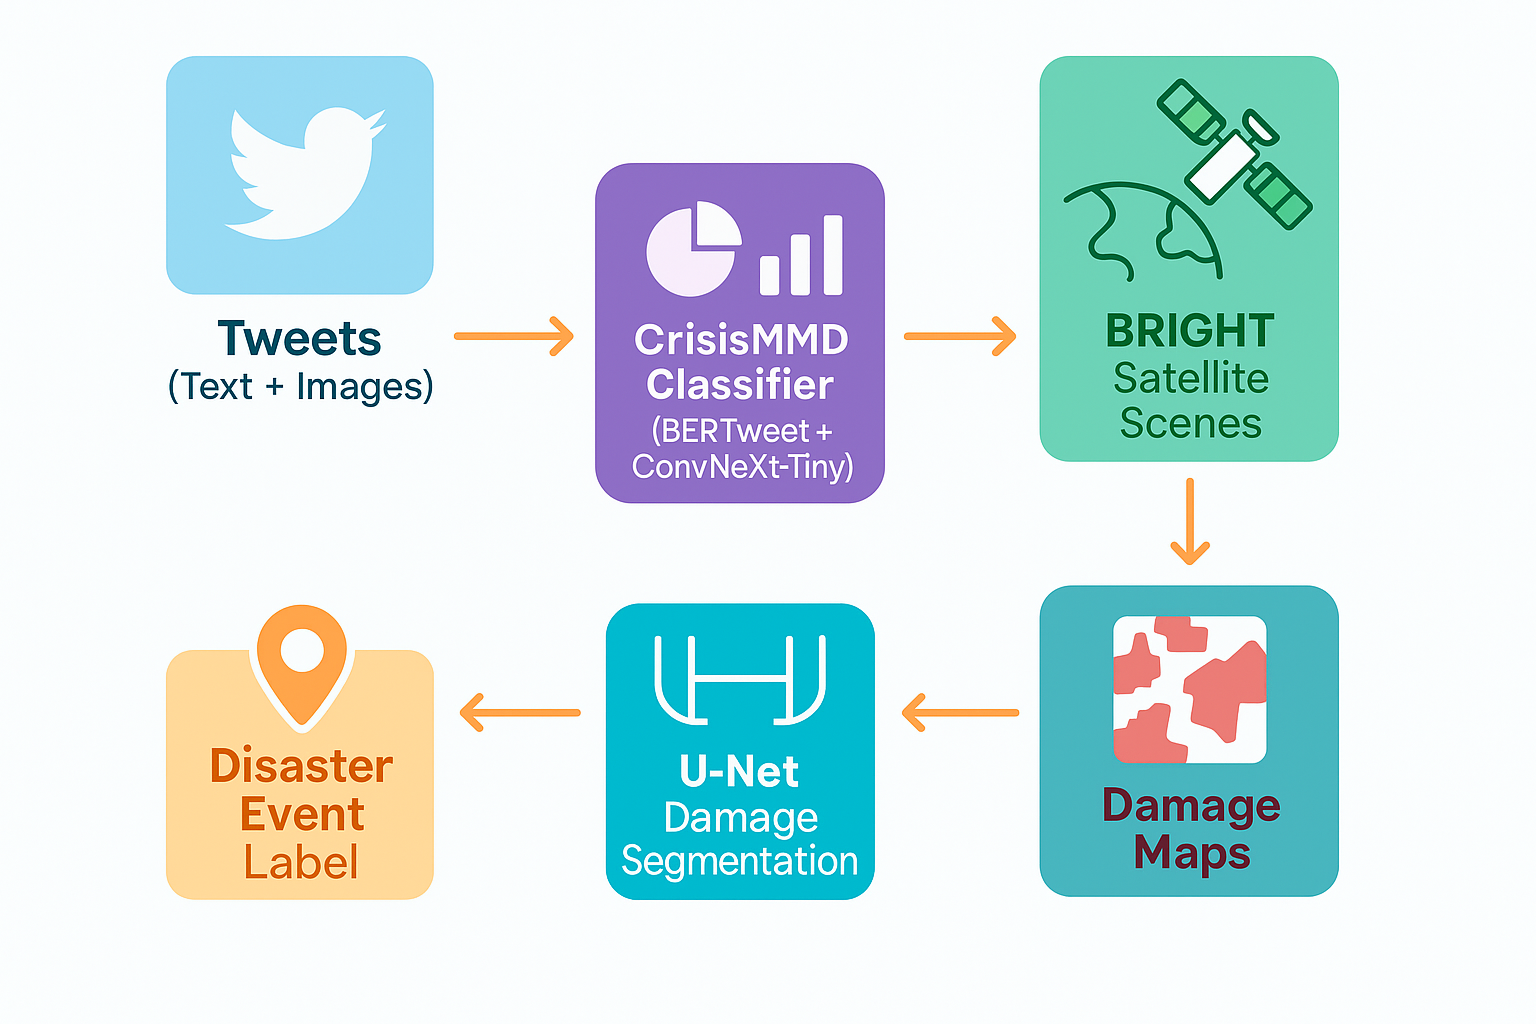 Tweets
(Text + Images)
CrisisMMD
Classifier
(BERTweet +
ConvNeXt-Tiny)
BRIGHT
Satellite
Scenes
Damage
Maps
U-Net
Damage
Segmentation
Disaster
Event
Label